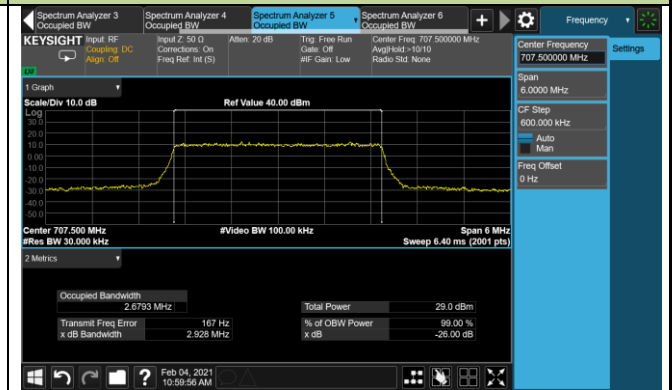 Spectrum Analyzer 3 Spectrum Analyzer 4 Spectrum Analyzer 5 Spectrum Analyzer 6 + Frequency
Occupied BW Occupied BW Occupied BW Occupied BW
KEYSIGHT Input: RF Input Z: 50 Ω Atten: 20 dB Trig: Free Run Center Freq: 707.500000 MHz
Coupling: DC Corrections: On Gate: Off Avg|Hold:>10/10
Align: Off Freq Ref: Int (S) #IF Gain: Low Radio Std: None
Center Frequency Settings
707.500000 MHz
Span
6.0000 MHz
CF Step
600.000 kHz
Auto
Man
Freq Offset
0 Hz
1 Graph
Scale/Div 10.0 dB Ref Value 40.00 dBm
Log
30.0
20.0
10.0
0.00
-10.0
-20.0
-30.0
-40.0
-50.0
Center 707.500 MHz #Video BW 100.00 kHz Span 6 MHz
#Res BW 30.000 kHz Sweep 6.40 ms (2001 pts)
2 Metrics
Occupied Bandwidth
2.6793 MHz Total Power 29.0 dBm
Transmit Freq Error 167 Hz % of OBW Power 99.00 %
x dB Bandwidth 2.928 MHz x dB -26.00 dB
? Feb 04, 2021
10:59:56 AM